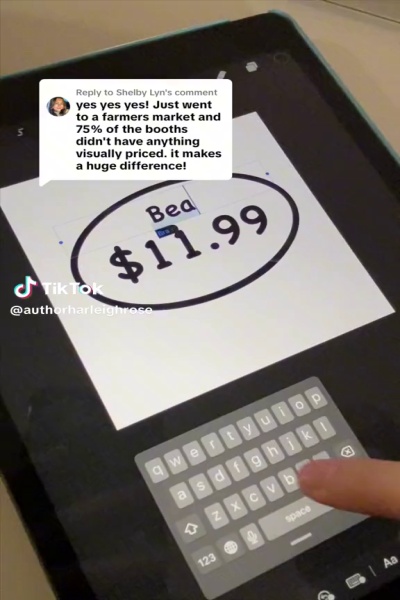 Reply to Shelby Lyn's comment
yes yes yes! Just went
to a farmers market and
75% of the booths
didn't have anything
visually priced. it makes
a huge difference!
Bea
$11.99
TikTok
@authorharleighrose
q w e r t y u i o p
a s d f g h j k l
z x c v b
123
space
Aa